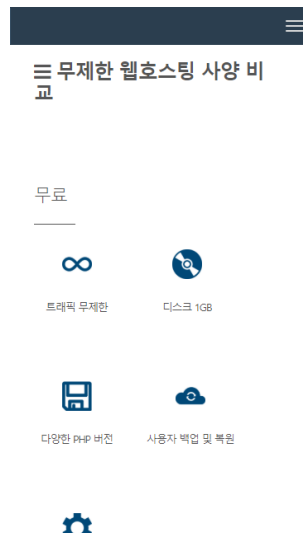 무제한 웹호스팅 사양 비
교
무료
트래픽 무제한
디스크 1GB
다양한 PHP 버전
사용자 백업 및 복원